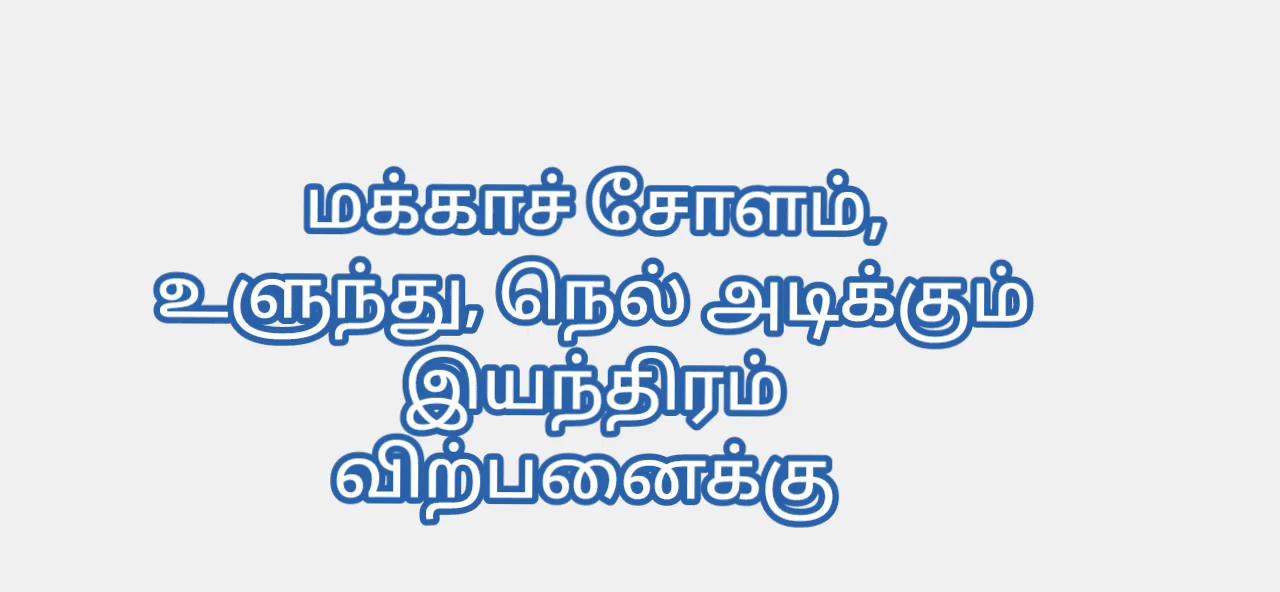 மக்காச் சோளம்,
உளுந்து, நெல் அடிக்கும்
இயந்திரம்
விற்பனைக்கு